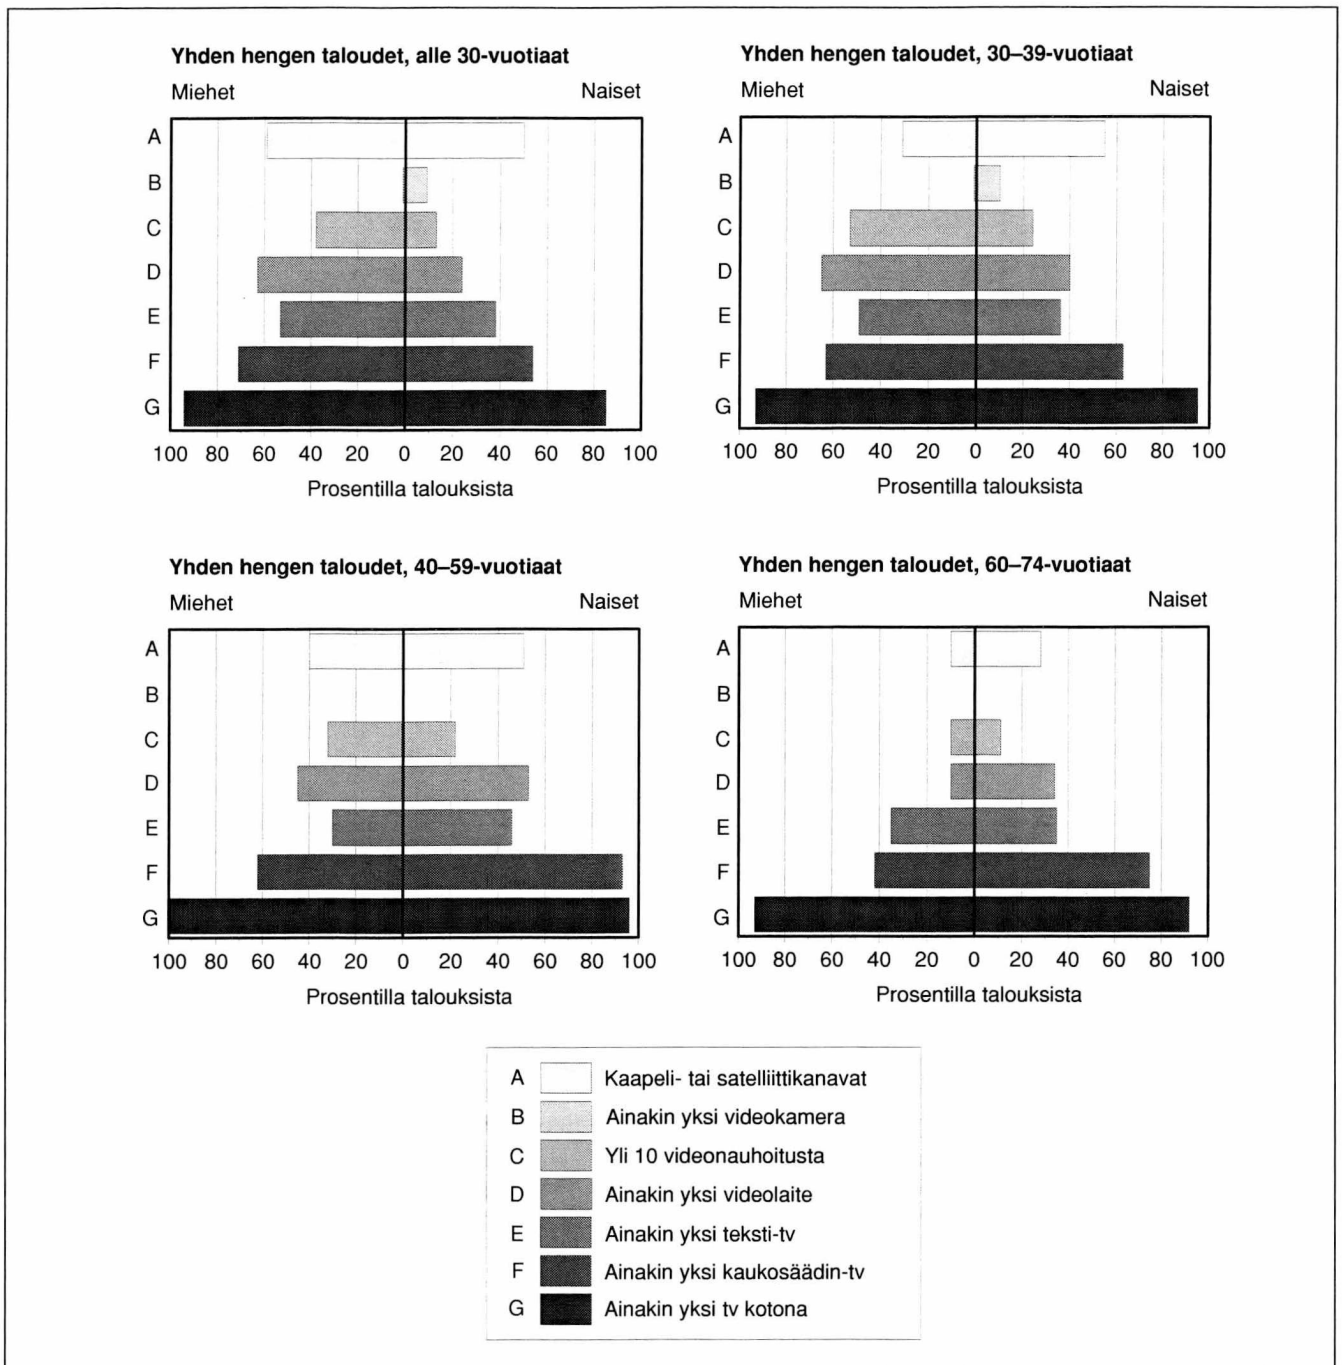 Yhden hengen taloudet, alle 30-vuotiaat
Miehet Naiset
A
B
C
D
E
F
G
100 80 60 40 20 0 20 40 60 80 100
Prosentilla talouksista
Yhden hengen taloudet, 30–39-vuotiaat
Miehet Naiset
A
B
C
D
E
F
G
100 80 60 40 20 0 20 40 60 80 100
Prosentilla talouksista
Yhden hengen taloudet, 40–59-vuotiaat
Miehet Naiset
A
B
C
D
E
F
G
100 80 60 40 20 0 20 40 60 80 100
Prosentilla talouksista
Yhden hengen taloudet, 60–74-vuotiaat
Miehet Naiset
A
B
C
D
E
F
G
100 80 60 40 20 0 20 40 60 80 100
Prosentilla talouksista
A Kaapeli- tai satelliittikanavat
B Ainakin yksi videokamera
C Yli 10 videonauhoitusta
D Ainakin yksi videolaite
E Ainakin yksi teksti-tv
F Ainakin yksi kaukosäädin-tv
G Ainakin yksi tv kotona